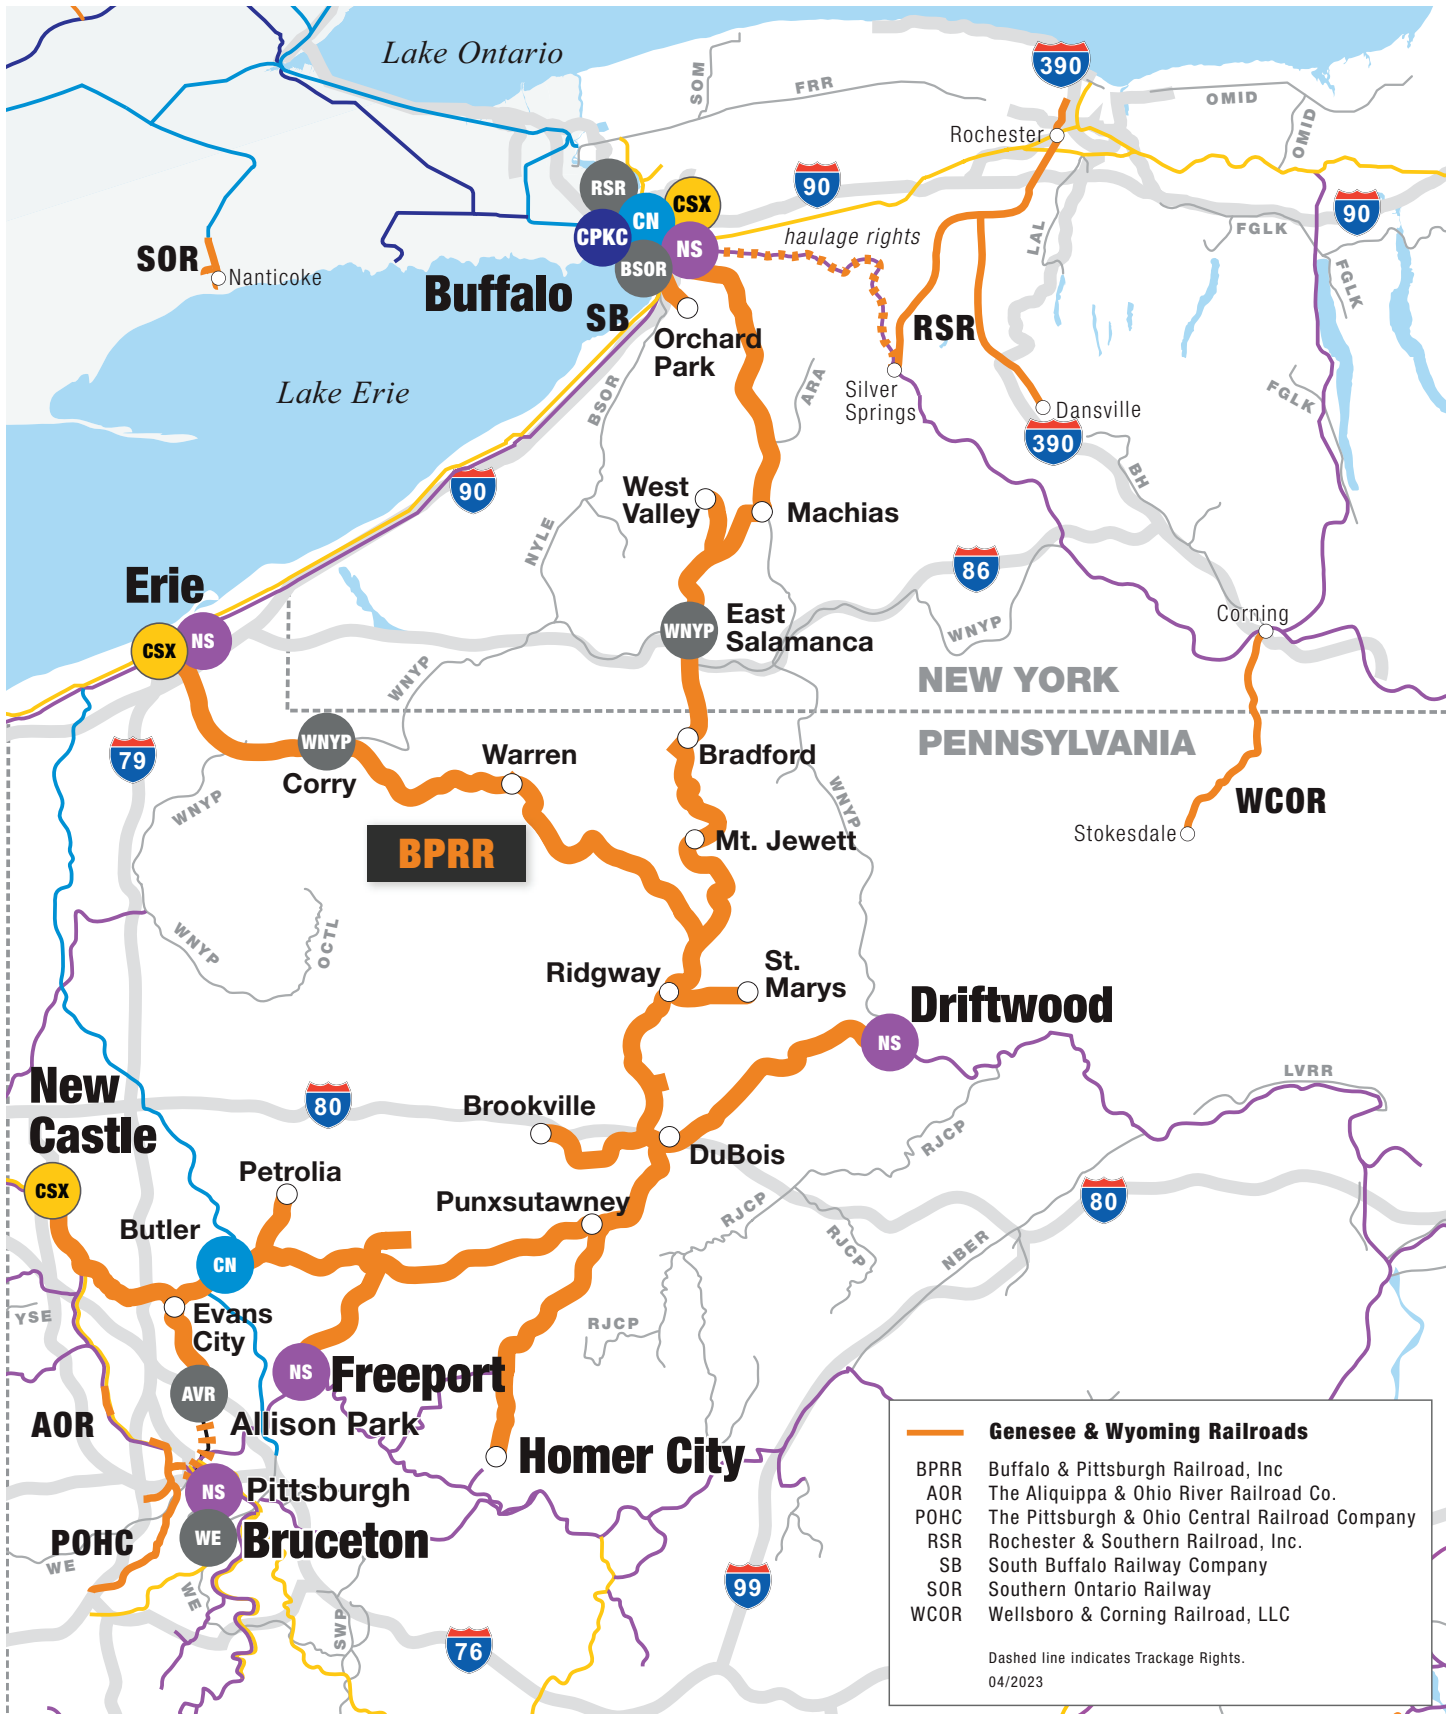 Lake Ontario
390
SOM
FRR
OMID
OMID
Rochester
90
RSR
CSX
CN
CPKC
NS
BSOR
haulage rights
LAL
90
FGLK
FGLK
SOR
Nanticoke
Buffalo
SB
Orchard
Park
RSR
Lake Erie
BSOR
ARA
Silver
Springs
Dansville
390
FGLK
BH
90
West
Valley
Machias
NYLE
86
Erie
NS
CSX
WNYP
East
Salamanca
WNYP
Corning
WNYP
NEW YORK
PENNSYLVANIA
79
WNYP
Corry
Warren
Bradford
WNYP
WNYP
WCOR
Stokesdale
BPRR
Mt. Jewett
WNYP
OCTL
Ridgway
St.
Marys
Driftwood
NS
New
Castle
80
LVRR
Brookville
DuBois
RJCP
CSX
Petrolia
Punxsutawney
RJCP
80
Butler
CN
RJCP
NBER
YSE
Evans
City
RJCP
NS
Freeport
AVR
Allison Park
AOR
Homer City
NS
Pittsburgh
POHC
WE
Bruceton
WE
WE
SWP
99
76
Genesee & Wyoming Railroads
BPRR Buffalo & Pittsburgh Railroad, Inc
AOR The Aliquippa & Ohio River Railroad Co.
POHC The Pittsburgh & Ohio Central Railroad Company
RSR Rochester & Southern Railroad, Inc.
SB South Buffalo Railway Company
SOR Southern Ontario Railway
WCOR Wellsboro & Corning Railroad, LLC
Dashed line indicates Trackage Rights.
04/2023